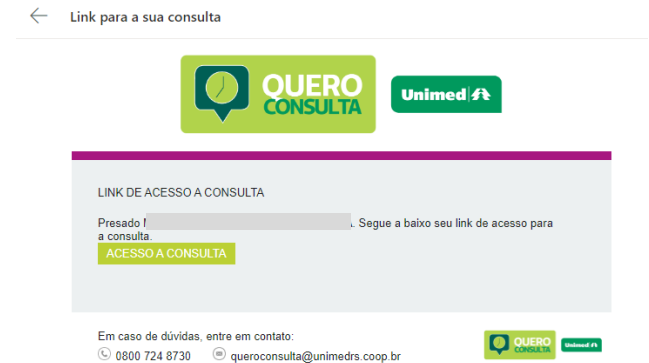 Link para a sua consulta
QUERO
CONSULTA
Unimed
LINK DE ACESSO A CONSULTA
Presado . Segue a baixo seu link de acesso para
a consulta.
ACESSO A CONSULTA
Em caso de dúvidas, entre em contato:
0800 724 8730 queroconsulta@unimedrs.coop.br
QUERO
CONSULTA
Unimed